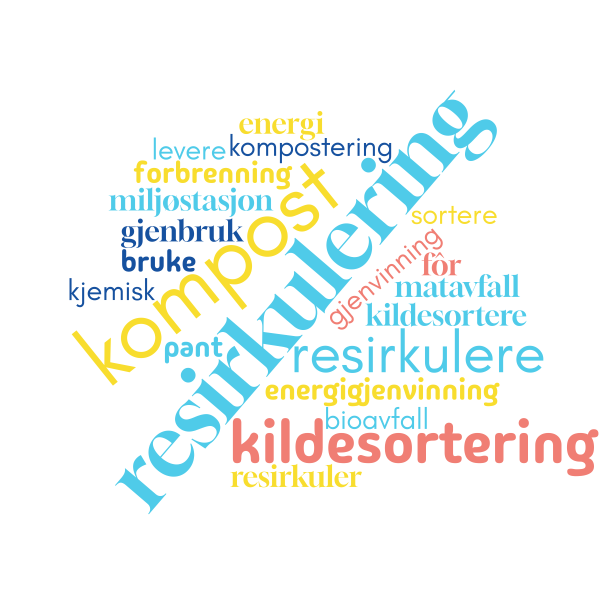 energi
levere
kompostering
forbrenning
miljostasjon
gjenbruk
bruke
kjemisk
kompost
resirkulering
sortere
gjenvinning
fôr
matavfall
kildesortere
pant
resirkulere
energigjenvinning
bioavfall
kildesortering
resirkuler